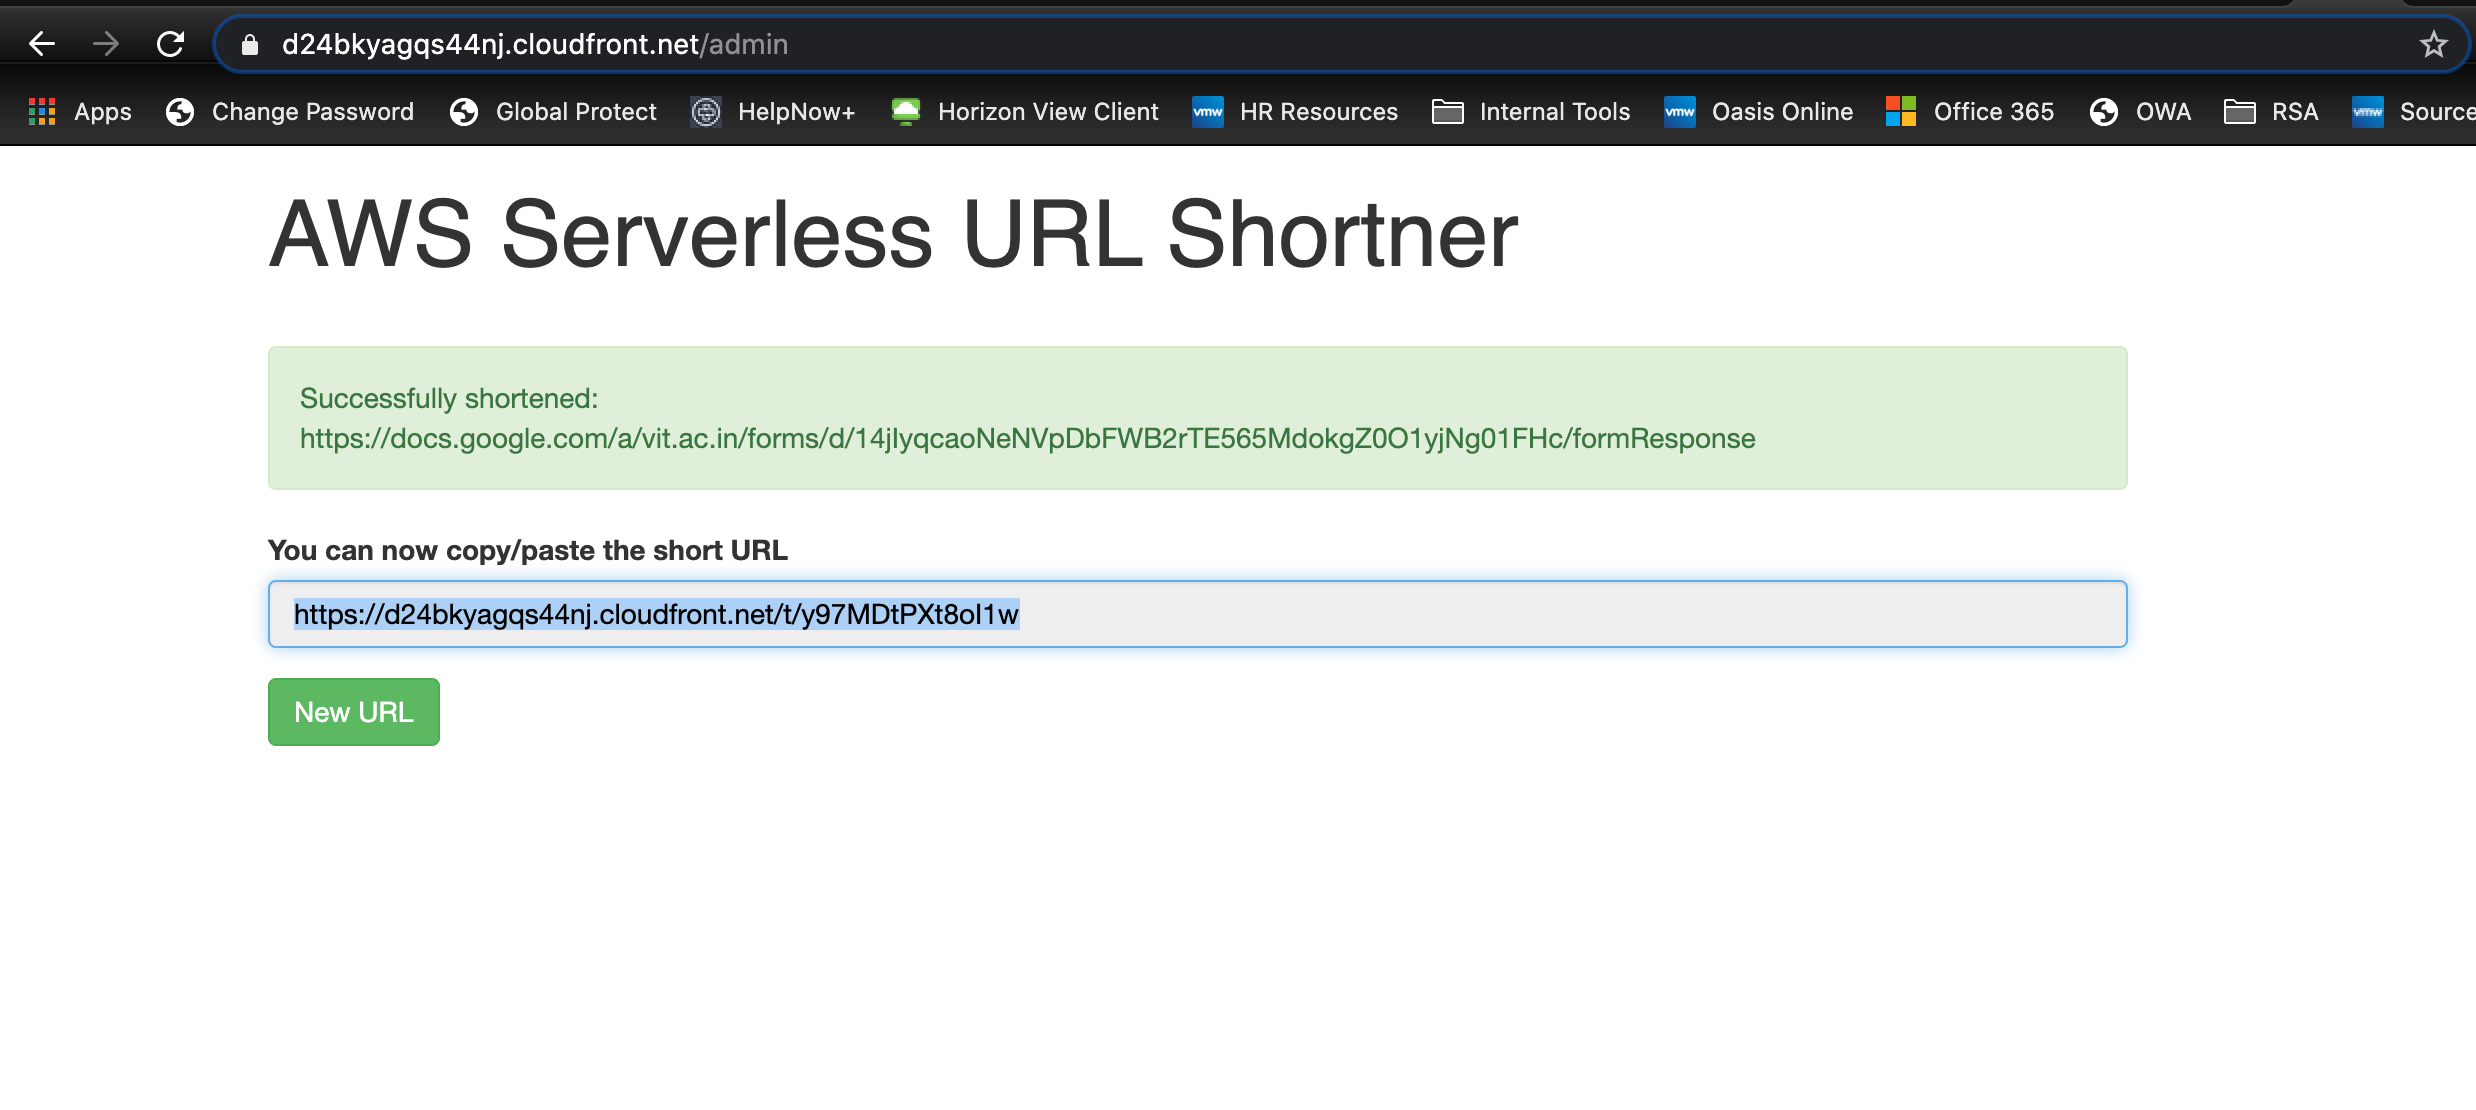 d24bkyagqs44nj.cloudfront.net/admin
Apps Change Password Global Protect HelpNow+ Horizon View Client vmw HR Resources Internal Tools vmw Oasis Online Office 365 OWA RSA vmw Source
AWS Serverless URL Shortner
Successfully shortened:
https://docs.google.com/a/vit.ac.in/forms/d/14jlyqcaoNeNVpDbFWB2rTE565MdokgZ0O1yjNg01FHc/formResponse
You can now copy/paste the short URL
https://d24bkyagqs44nj.cloudfront.net/t/y97MDtPXt8oI1w
New URL